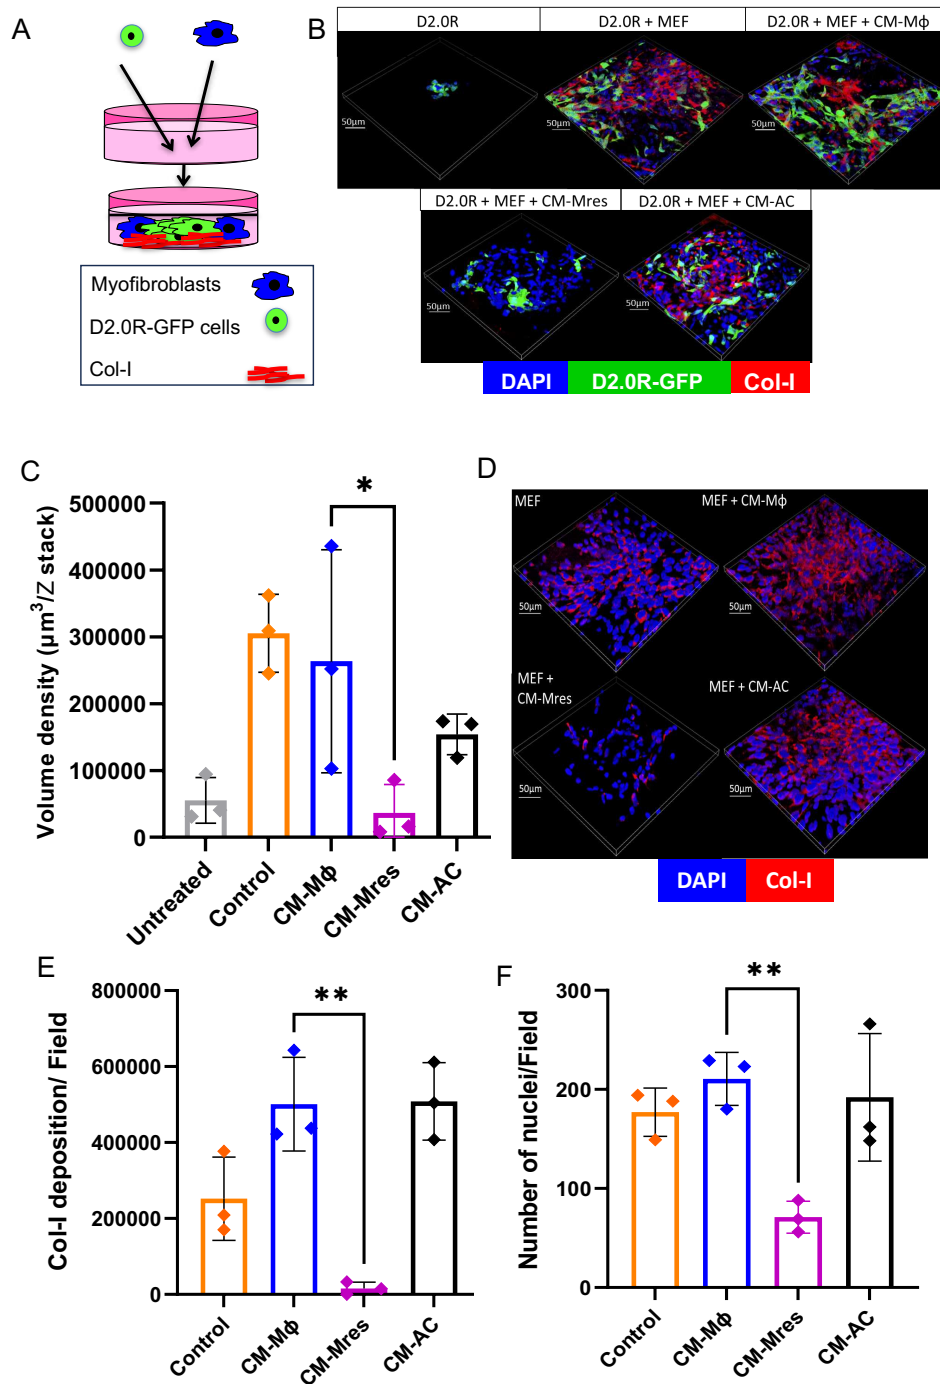 A
Myofibroblasts
D2.0R-GFP cells
Col-I
B
D2.0R
D2.0R + MEF
D2.0R + MEF + CM-Mϕ
50µm
50µm
50µm
D2.0R + MEF + CM-Mres
D2.0R + MEF + CM-AC
50µm
50µm
DAPI
D2.0R-GFP
Col-I
C
Volume density (µm³/Z stack)
500000
400000
300000
200000
100000
0
*
Untreated
Control
CM-Mϕ
CM-Mres
CM-AC
D
MEF
MEF + CM-Mϕ
50µm
50µm
MEF +
CM-Mres
MEF + CM-AC
50µm
50µm
DAPI
Col-I
E
Col-I deposition/ Field
800000
600000
400000
200000
0
**
Control
CM-Mϕ
CM-Mres
CM-AC
F
Number of nuclei/Field
300
200
100
0
**
Control
CM-Mϕ
CM-Mres
CM-AC